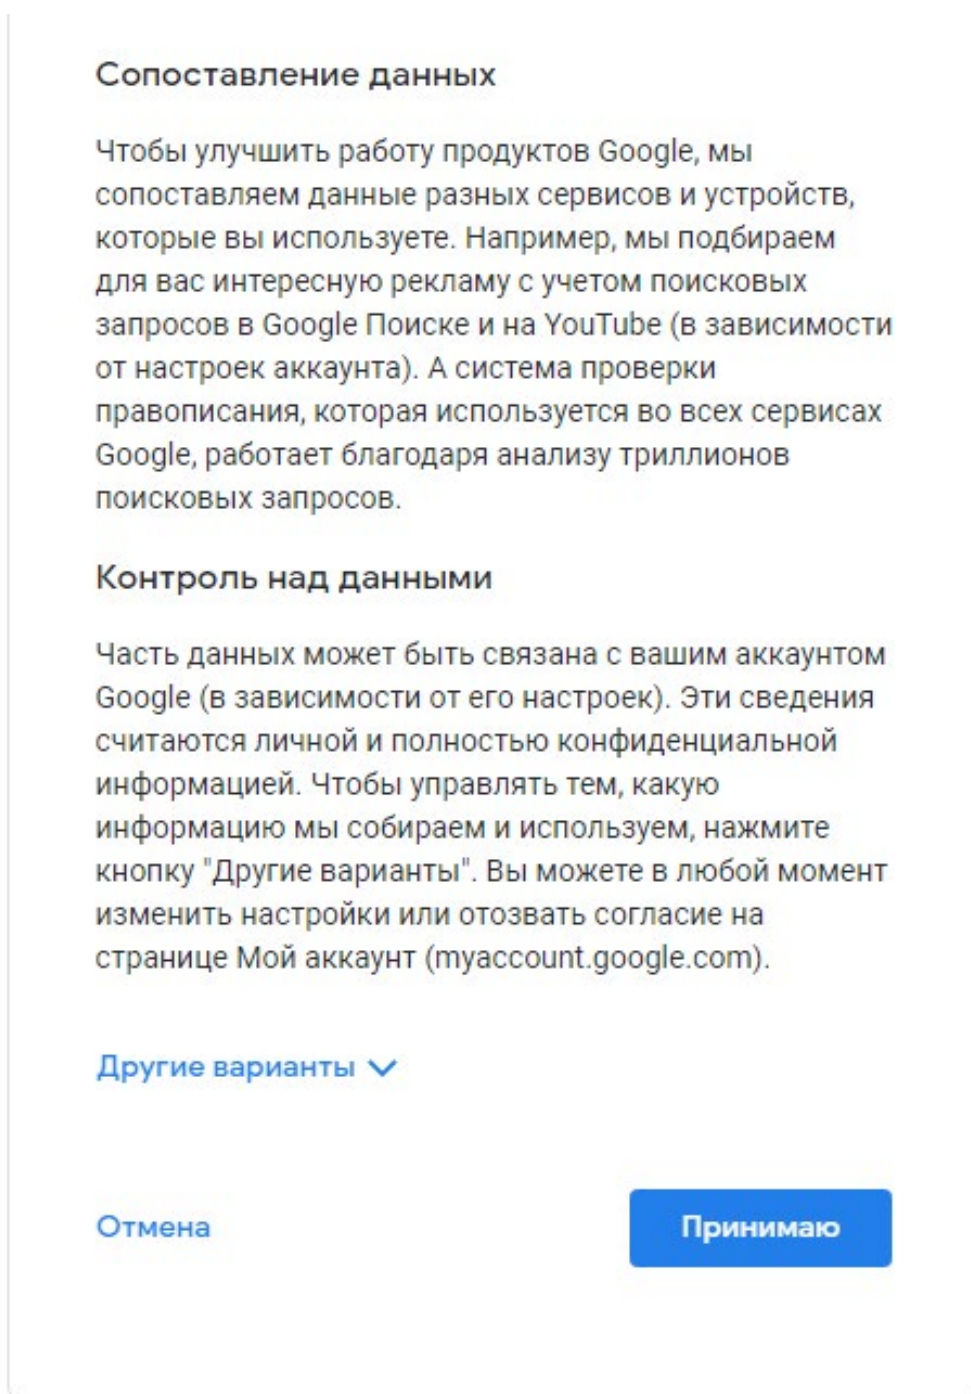 Сопоставление данных
Чтобы улучшить работу продуктов Google, мы
сопоставляем данные разных сервисов и устройств,
которые вы используете. Например, мы подбираем
для вас интересную рекламу с учетом поисковых
запросов в Google Поиске и на YouTube (в зависимости
от настроек аккаунта). А система проверки
правописания, которая используется во всех сервисах
Google, работает благодаря анализу триллионов
поисковых запросов.
Контроль над данными
Часть данных может быть связана с вашим аккаунтом
Google (в зависимости от его настроек). Эти сведения
считаются личной и полностью конфиденциальной
информацией. Чтобы управлять тем, какую
информацию мы собираем и используем, нажмите
кнопку "Другие варианты". Вы можете в любой момент
изменить настройки или отозвать согласие на
странице Мой аккаунт (myaccount.google.com).
Другие варианты
Отмена
Принимаю